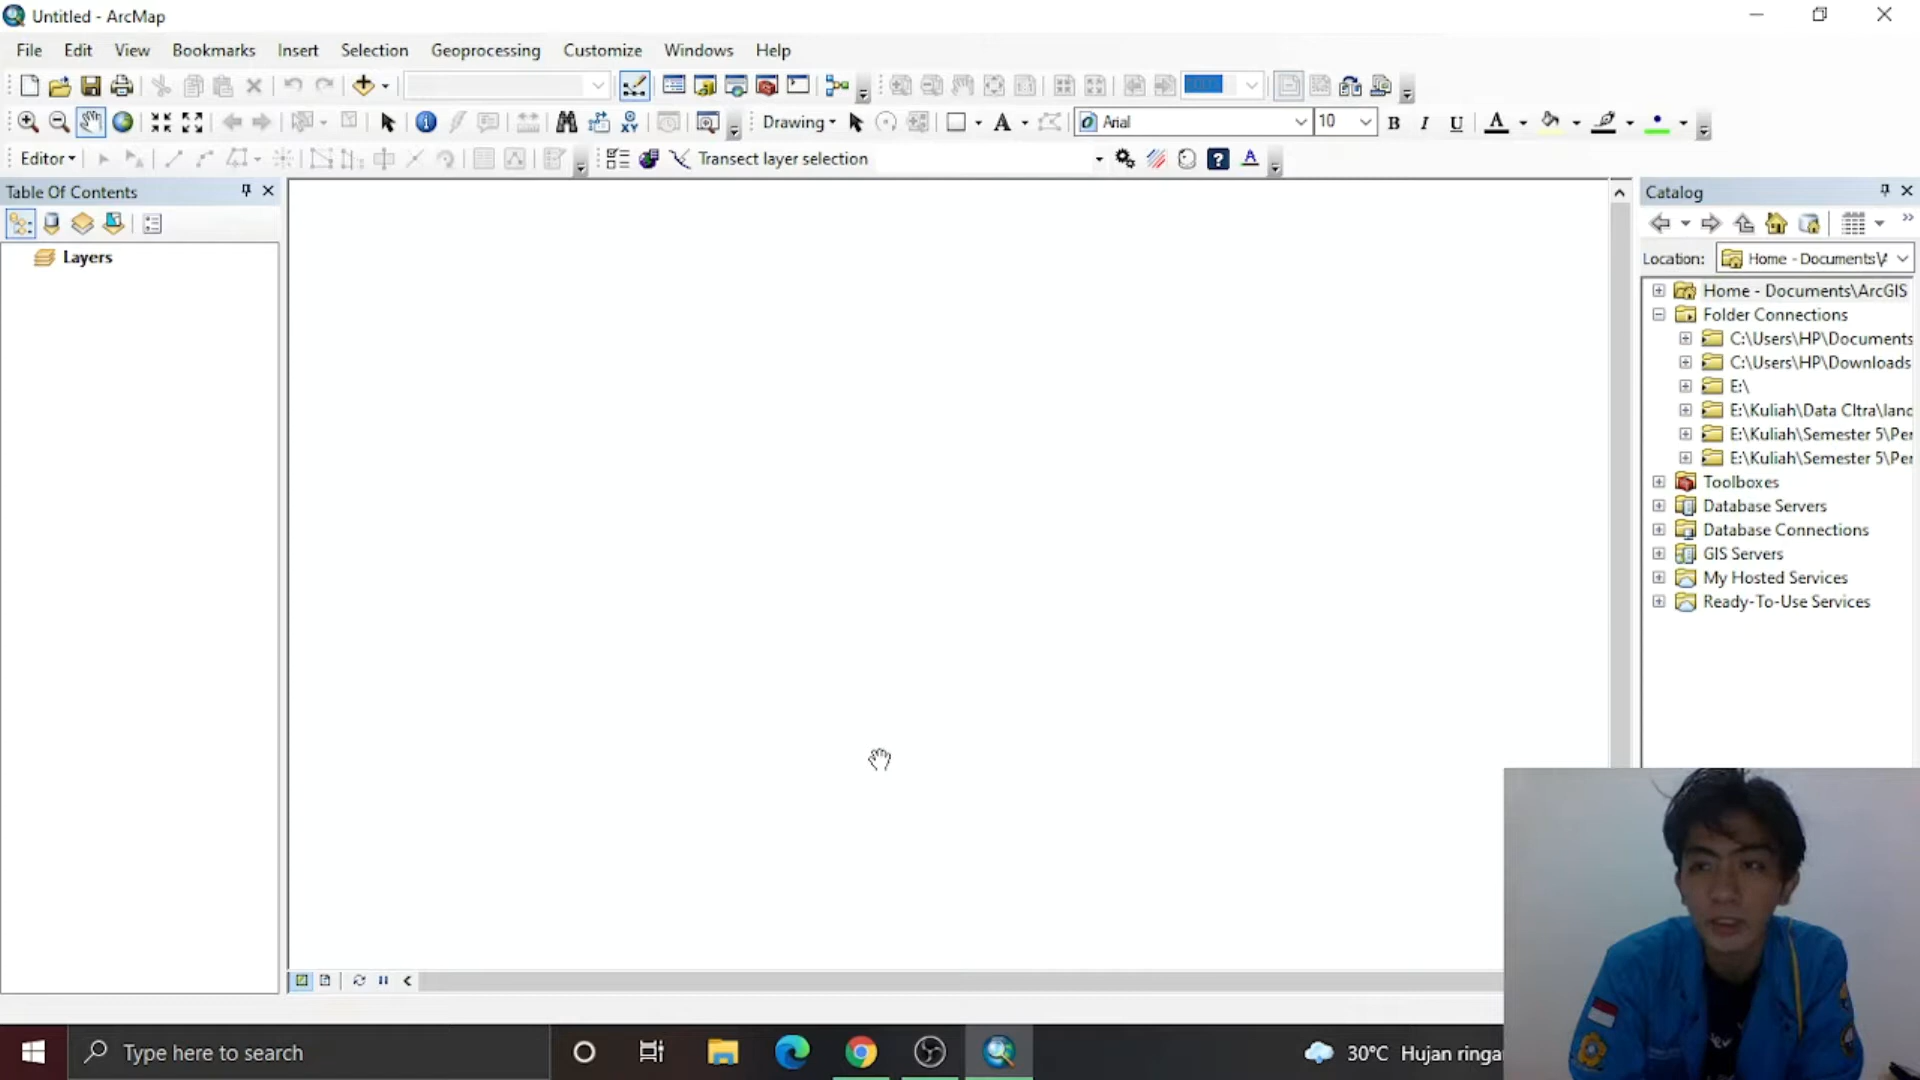 Untitled - ArcMap
File Edit View Bookmarks Insert Selection Geoprocessing Customize Windows Help
Drawing Arial 10 B I U A
Editor Transect layer selection
Table Of Contents
Layers
Catalog
Location: Home - Documents\
Home - Documents\ArcGIS
Folder Connections
C:\Users\HP\Documents
C:\Users\HP\Downloads
E:\
E:\Kuliah\Data CItra\lanc
E:\Kuliah\Semester 5\Per
E:\Kuliah\Semester 5\Per
Toolboxes
Database Servers
Database Connections
GIS Servers
My Hosted Services
Ready-To-Use Services
Type here to search
30°C Hujan ringa